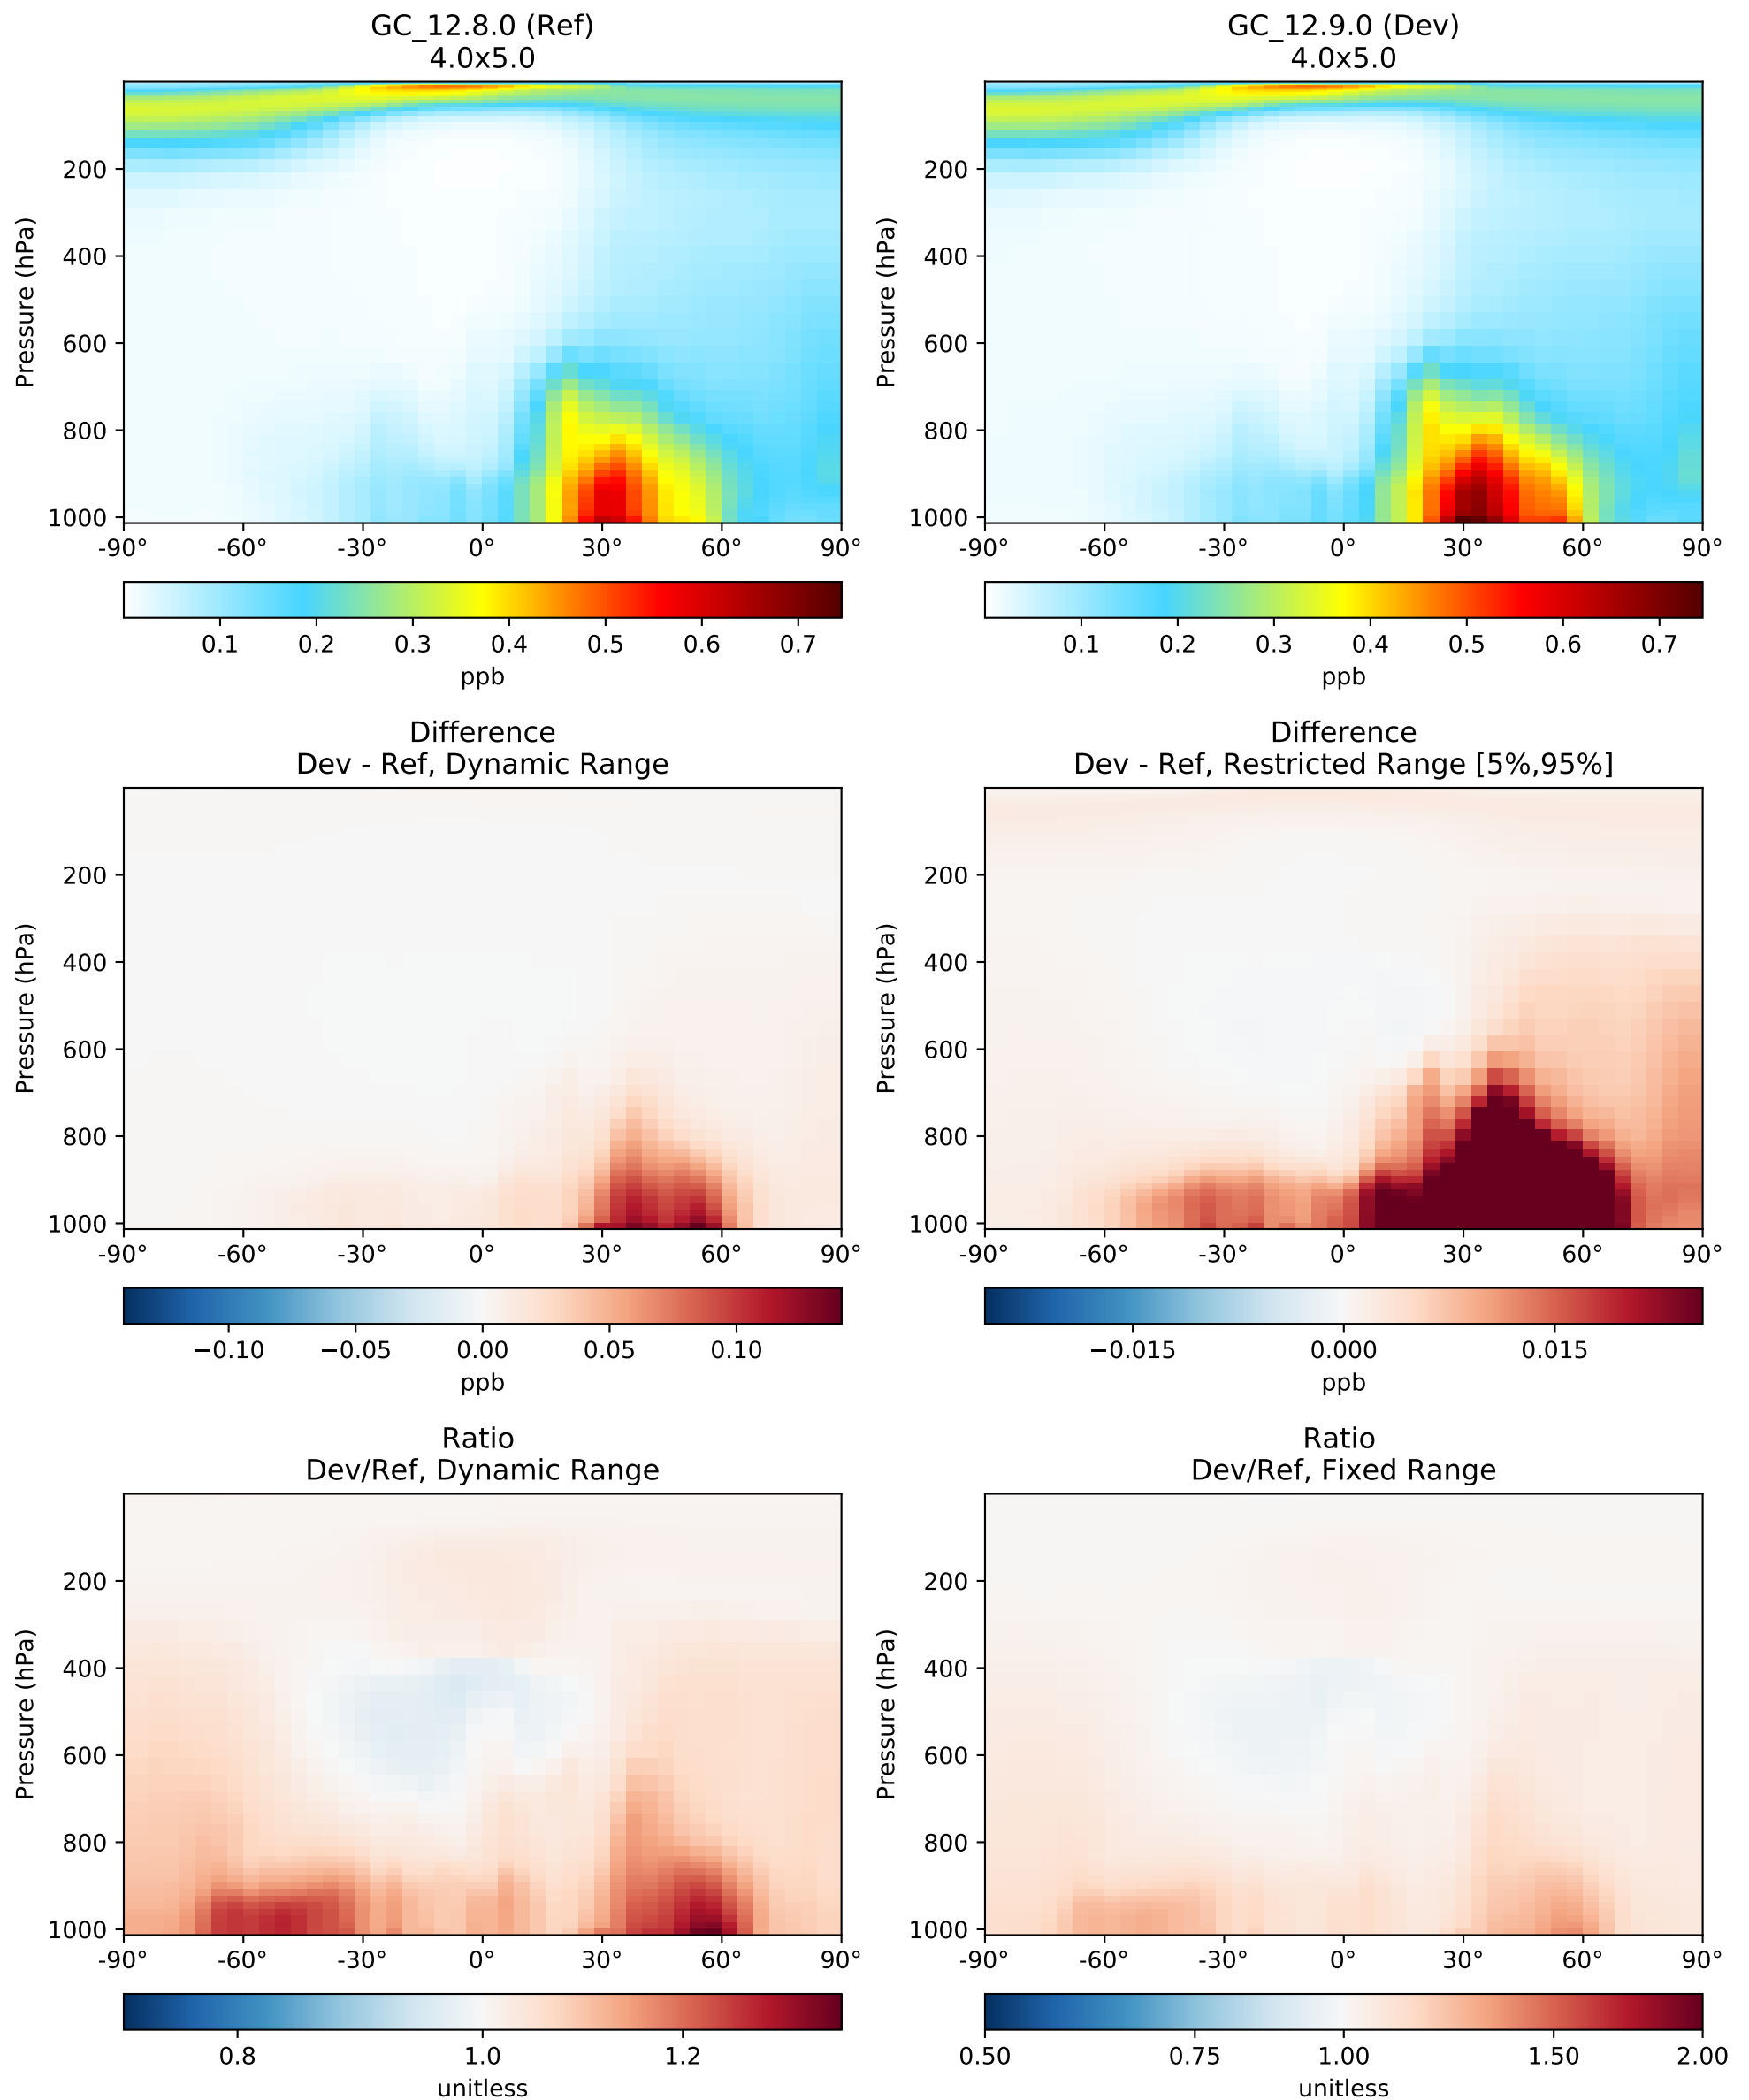 GC_12.8.0 (Ref)
4.0x5.0
Pressure (hPa)
200
400
600
800
1000
-90° -60° -30° 0° 30° 60° 90°
0.1 0.2 0.3 0.4 0.5 0.6 0.7
ppb
GC_12.9.0 (Dev)
4.0x5.0
Pressure (hPa)
200
400
600
800
1000
-90° -60° -30° 0° 30° 60° 90°
0.1 0.2 0.3 0.4 0.5 0.6 0.7
ppb
Difference
Dev - Ref, Dynamic Range
Pressure (hPa)
200
400
600
800
1000
-90° -60° -30° 0° 30° 60° 90°
−0.10 −0.05 0.00 0.05 0.10
ppb
Difference
Dev - Ref, Restricted Range [5%,95%]
Pressure (hPa)
200
400
600
800
1000
-90° -60° -30° 0° 30° 60° 90°
−0.015 0.000 0.015
ppb
Ratio
Dev/Ref, Dynamic Range
Pressure (hPa)
200
400
600
800
1000
-90° -60° -30° 0° 30° 60° 90°
0.8 1.0 1.2
unitless
Ratio
Dev/Ref, Fixed Range
Pressure (hPa)
200
400
600
800
1000
-90° -60° -30° 0° 30° 60° 90°
0.50 0.75 1.00 1.50 2.00
unitless